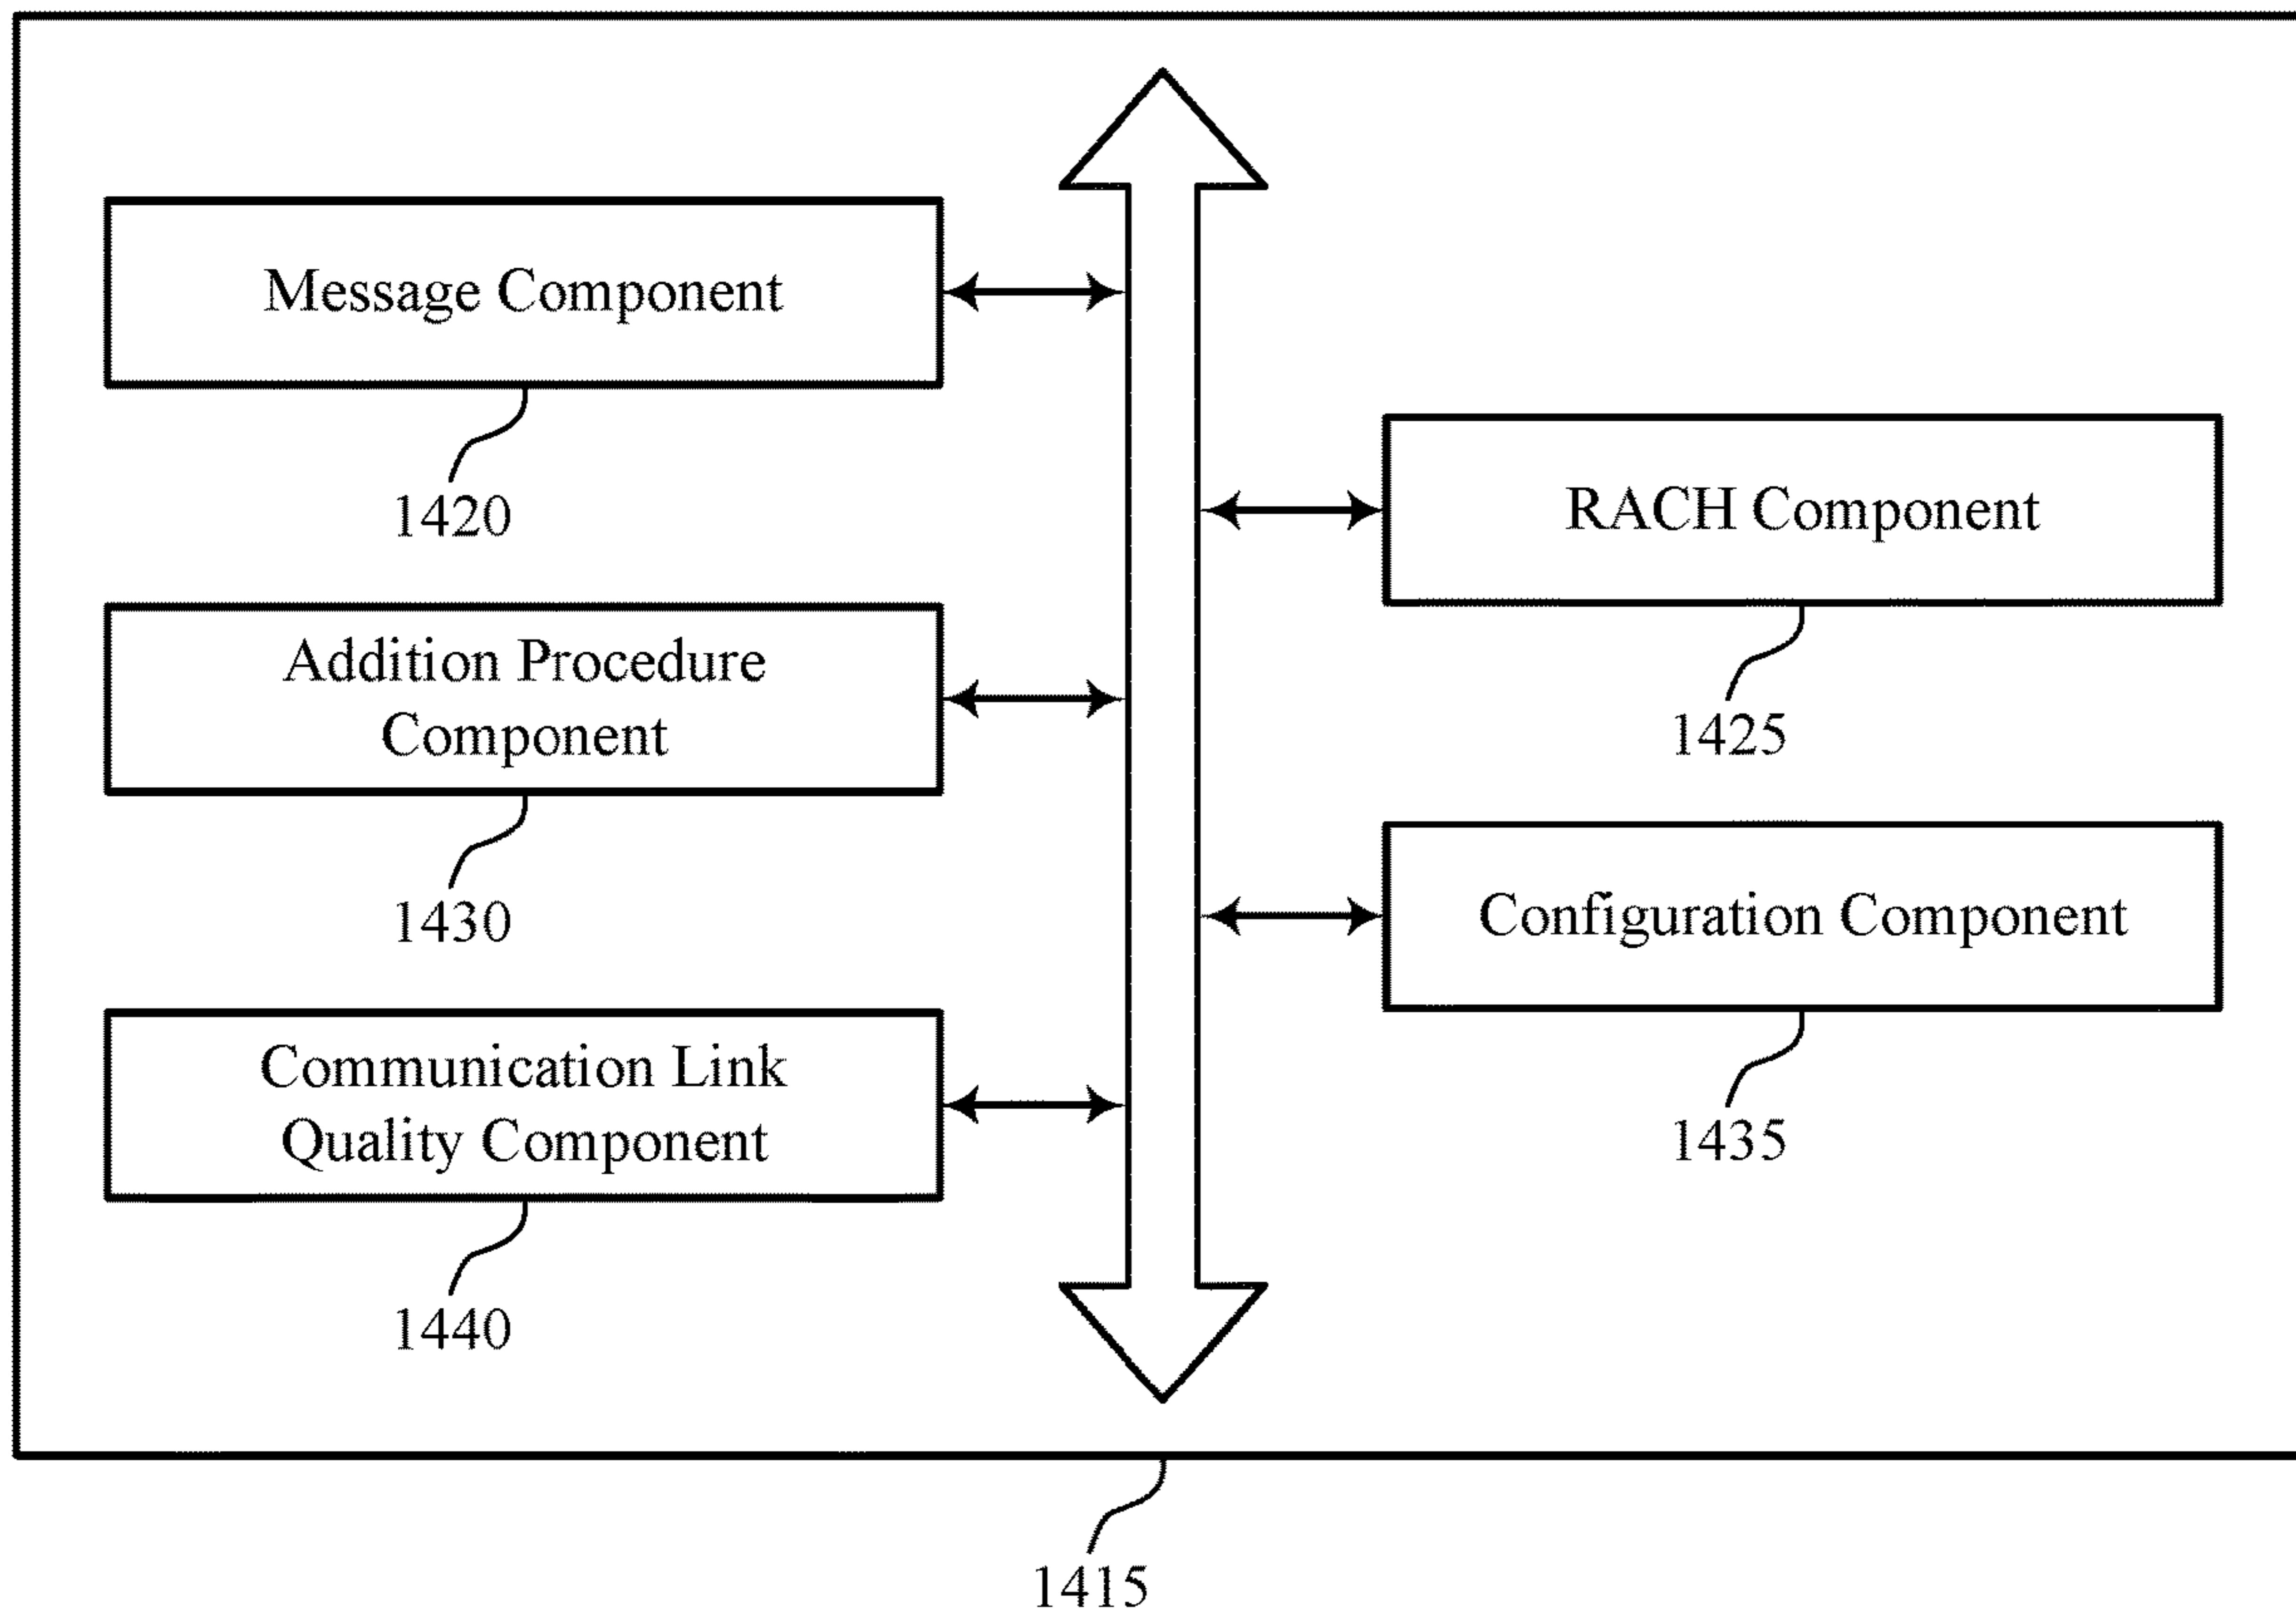 Message Component
1420
RACH Component
1425
Addition Procedure
Component
1430
Configuration Component
1435
Communication Link
Quality Component
1440
1415